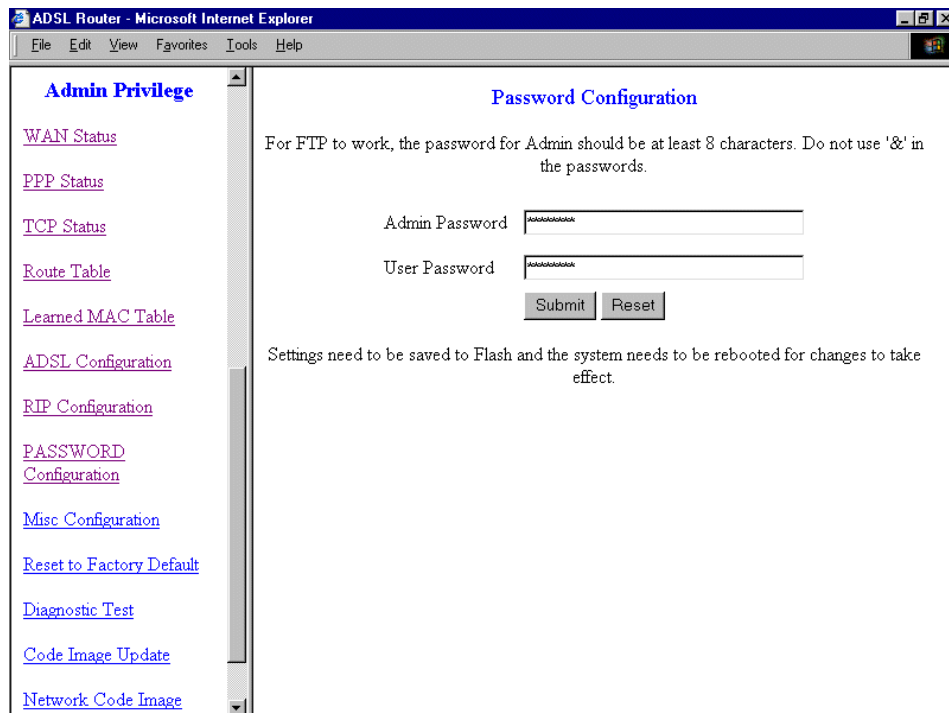 ADSL Router - Microsoft Internet Explorer
File Edit View Favorites Tools Help
Admin Privilege
WAN Status
PPP Status
TCP Status
Route Table
Learned MAC Table
ADSL Configuration
RIP Configuration
PASSWORD
Configuration
Misc Configuration
Reset to Factory Default
Diagnostic Test
Code Image Update
Network Code Image
Password Configuration
For FTP to work, the password for Admin should be at least 8 characters. Do not use '&' in
the passwords.
Admin Password **********
User Password **********
Submit Reset
Settings need to be saved to Flash and the system needs to be rebooted for changes to take
effect.